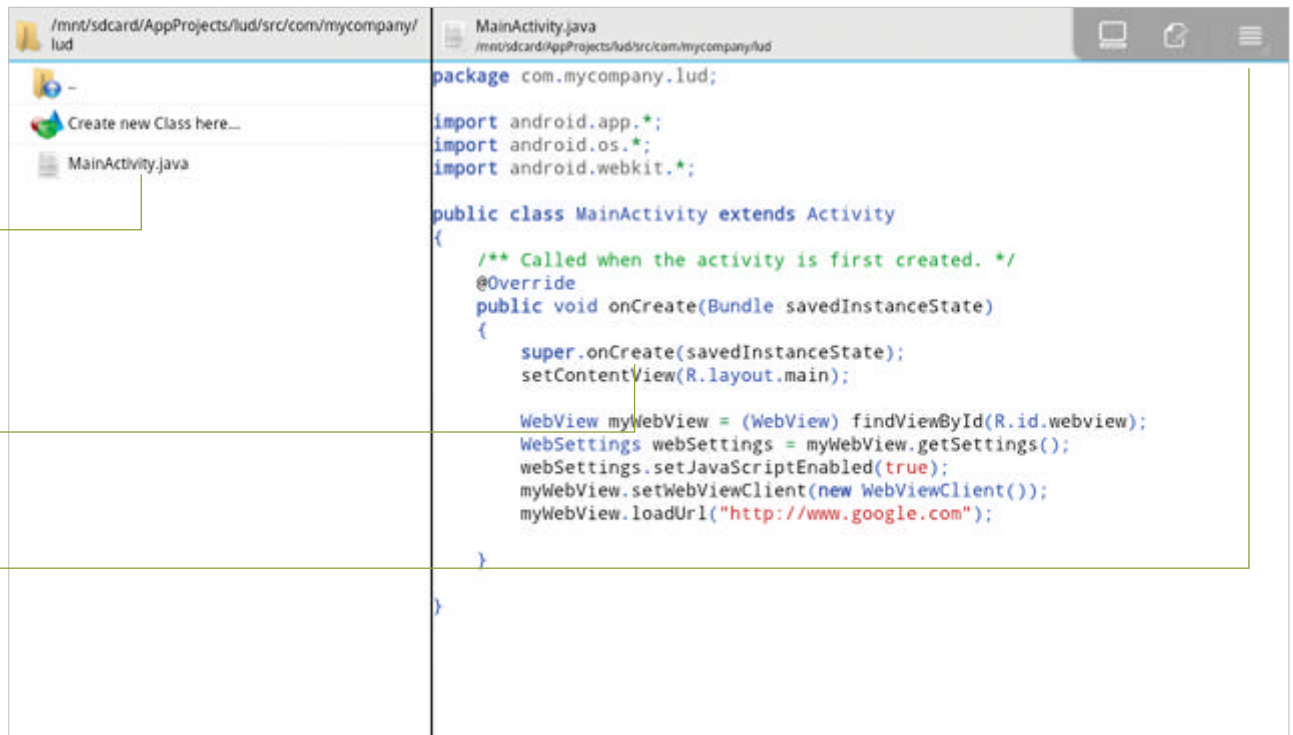 /mnt/sdcard/AppProjects/lud/src/com/mycompany/
lud
..
Create new Class here...
MainActivity.java
MainActivity.java
/mnt/sdcard/AppProjects/lud/src/com/mycompany/lud
package com.mycompany.lud;
import android.app.*;
import android.os.*;
import android.webkit.*;
public class MainActivity extends Activity
{
/** Called when the activity is first created. */
@Override
public void onCreate(Bundle savedInstanceState)
{
super.onCreate(savedInstanceState);
setContentView(R.layout.main);
WebView myWebView = (WebView) findViewById(R.id.webview);
WebSettings webSettings = myWebView.getSettings();
webSettings.setJavaScriptEnabled(true);
myWebView.setWebViewClient(new WebViewClient());
myWebView.loadUrl("http://www.google.com");
}
}